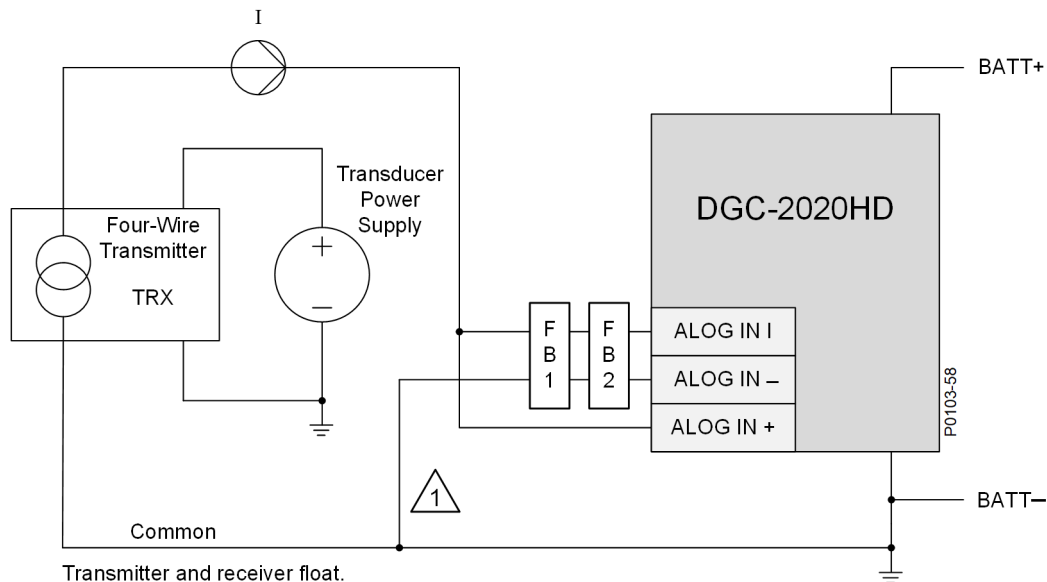 I
BATT+
Transducer
Power
Supply
Four-Wire
Transmitter
TRX
+
–
DGC-2020HD
F
B
1
F
B
2
ALOG IN I
ALOG IN –
ALOG IN +
P0103-58
1
BATT–
Common
Transmitter and receiver float.